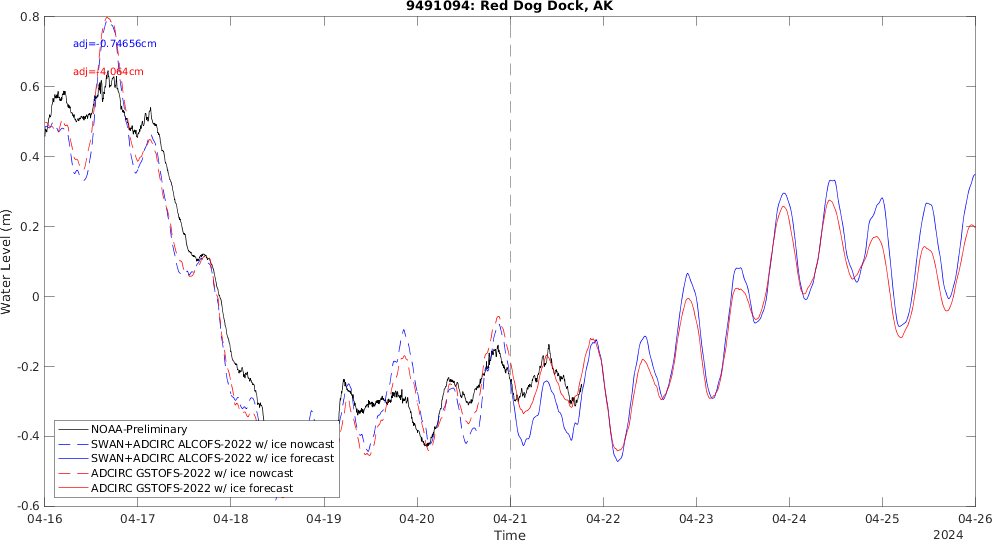 9491094: Red Dog Dock, AK
0.8
adj=-0.74656cm
adj=-4.064cm
0.6
0.4
0.2
0
-0.2
-0.4
-0.6
Water Level (m)
NOAA-Preliminary
SWAN+ADCIRC ALCOFS-2022 w/ ice nowcast
SWAN+ADCIRC ALCOFS-2022 w/ ice forecast
ADCIRC GSTOFS-2022 w/ ice nowcast
ADCIRC GSTOFS-2022 w/ ice forecast
04-16 04-17 04-18 04-19 04-20 04-21 04-22 04-23 04-24 04-25 04-26
Time
2024